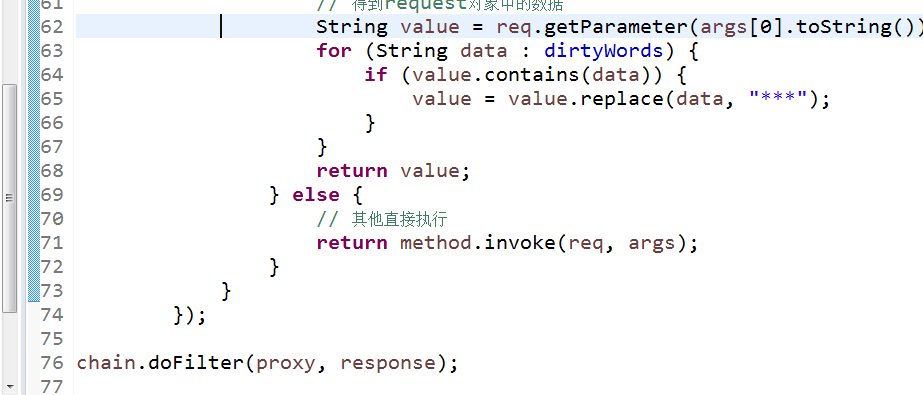 61 // 得到request对象中的数据
62 String value = req.getParameter(args[0].toString())
63 for (String data : dirtyWords) {
64 if (value.contains(data)) {
65 value = value.replace(data, "***");
66 }
67 }
68 return value;
69 } else {
70 // 其他直接执行
71 return method.invoke(req, args);
72 }
73 }
74 });
75
76 chain.doFilter(proxy, response);
77